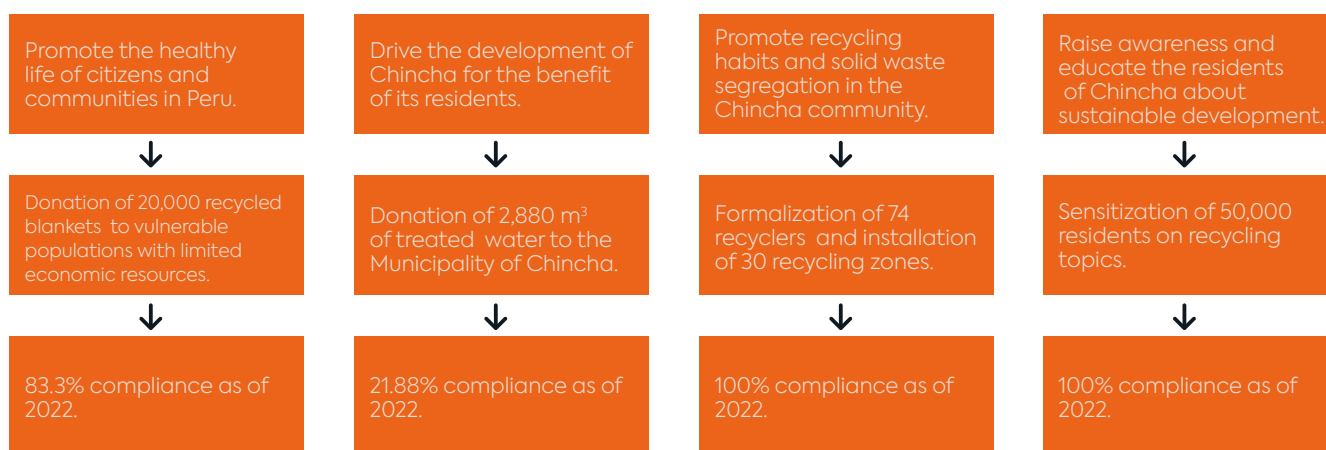 Promote the healthy
life of citizens and
communities in Peru.
Donation of 20,000 recycled
blankets to vulnerable
populations with limited
economic resources.
83.3% compliance as of
2022.
Drive the development of
Chincha for the benefit
of its residents.
Donation of 2,880 m³
of treated water to the
Municipality of Chincha.
21.88% compliance as of
2022.
Promote recycling
habits and solid waste
segregation in the
Chincha community.
Formalization of 74
recyclers and installation
of 30 recycling zones.
100% compliance as of
2022.
Raise awareness and
educate the residents
of Chincha about
sustainable development.
Sensitization of 50,000
residents on recycling
topics.
100% compliance as of
2022.